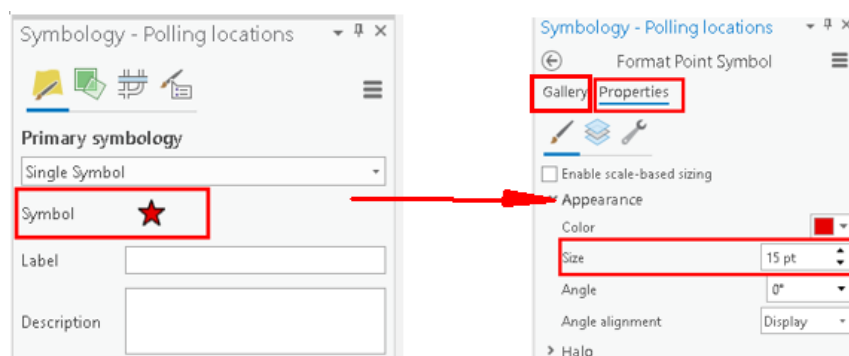 Symbology - Polling locations
Primary symbology
Single Symbol
Symbol
Label
Description
Symbology - Polling locations
Format Point Symbol
Gallery Properties
Enable scale-based sizing
Appearance
Color
Size 15 pt
Angle 0°
Angle alignment Display
Halo